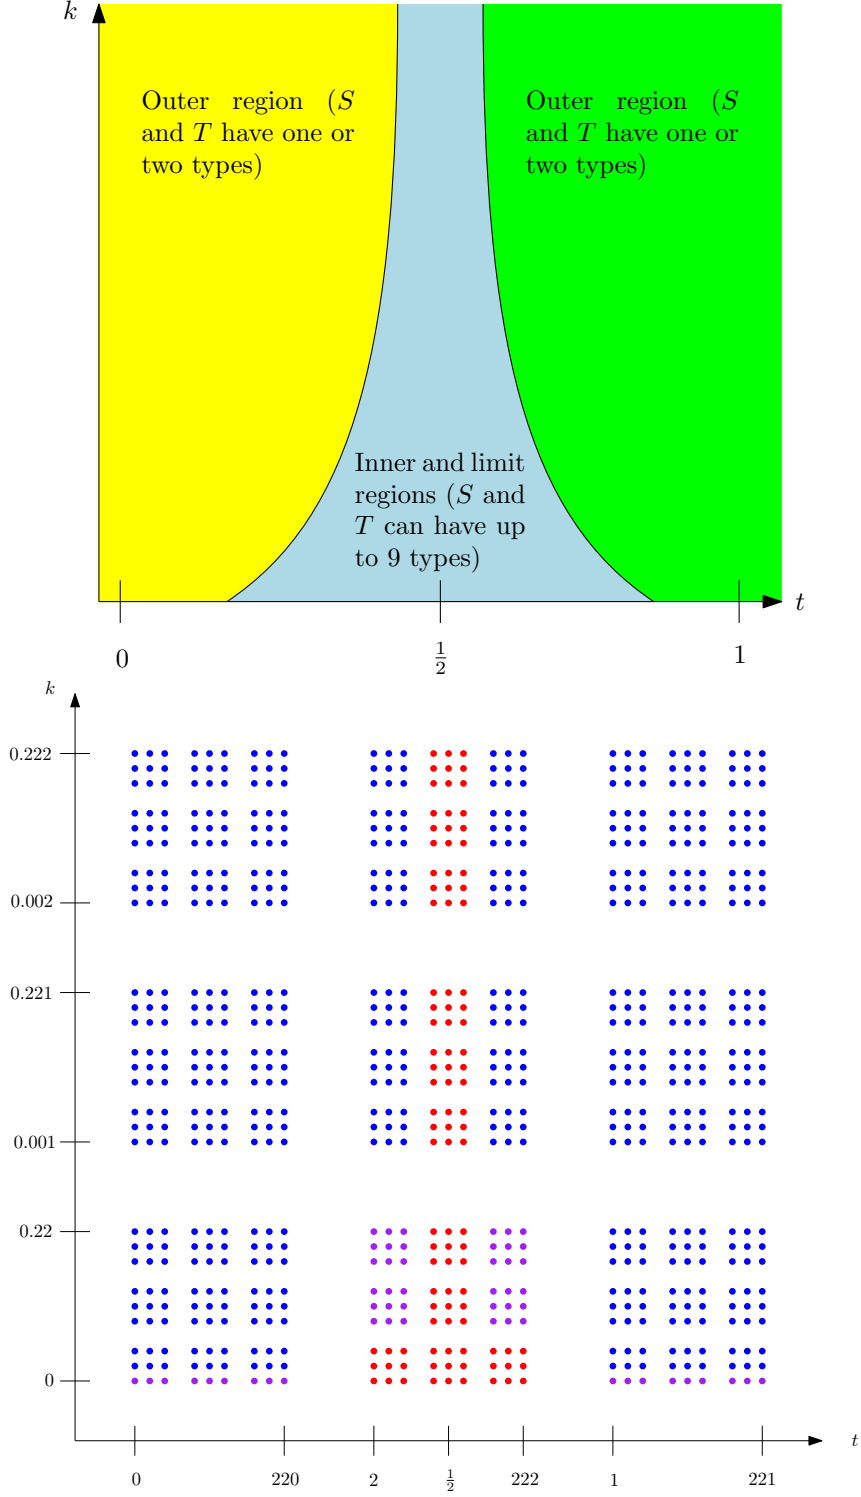 k
Outer region (S
and T have one or
two types)
Outer region (S
and T have one or
two types)
Inner and limit
regions (S and
T can have up
to 9 types)
t
0
1/2
1
k
0.222
0.002
0.221
0.001
0.22
0
t
0
220
2
1/2
222
1
221